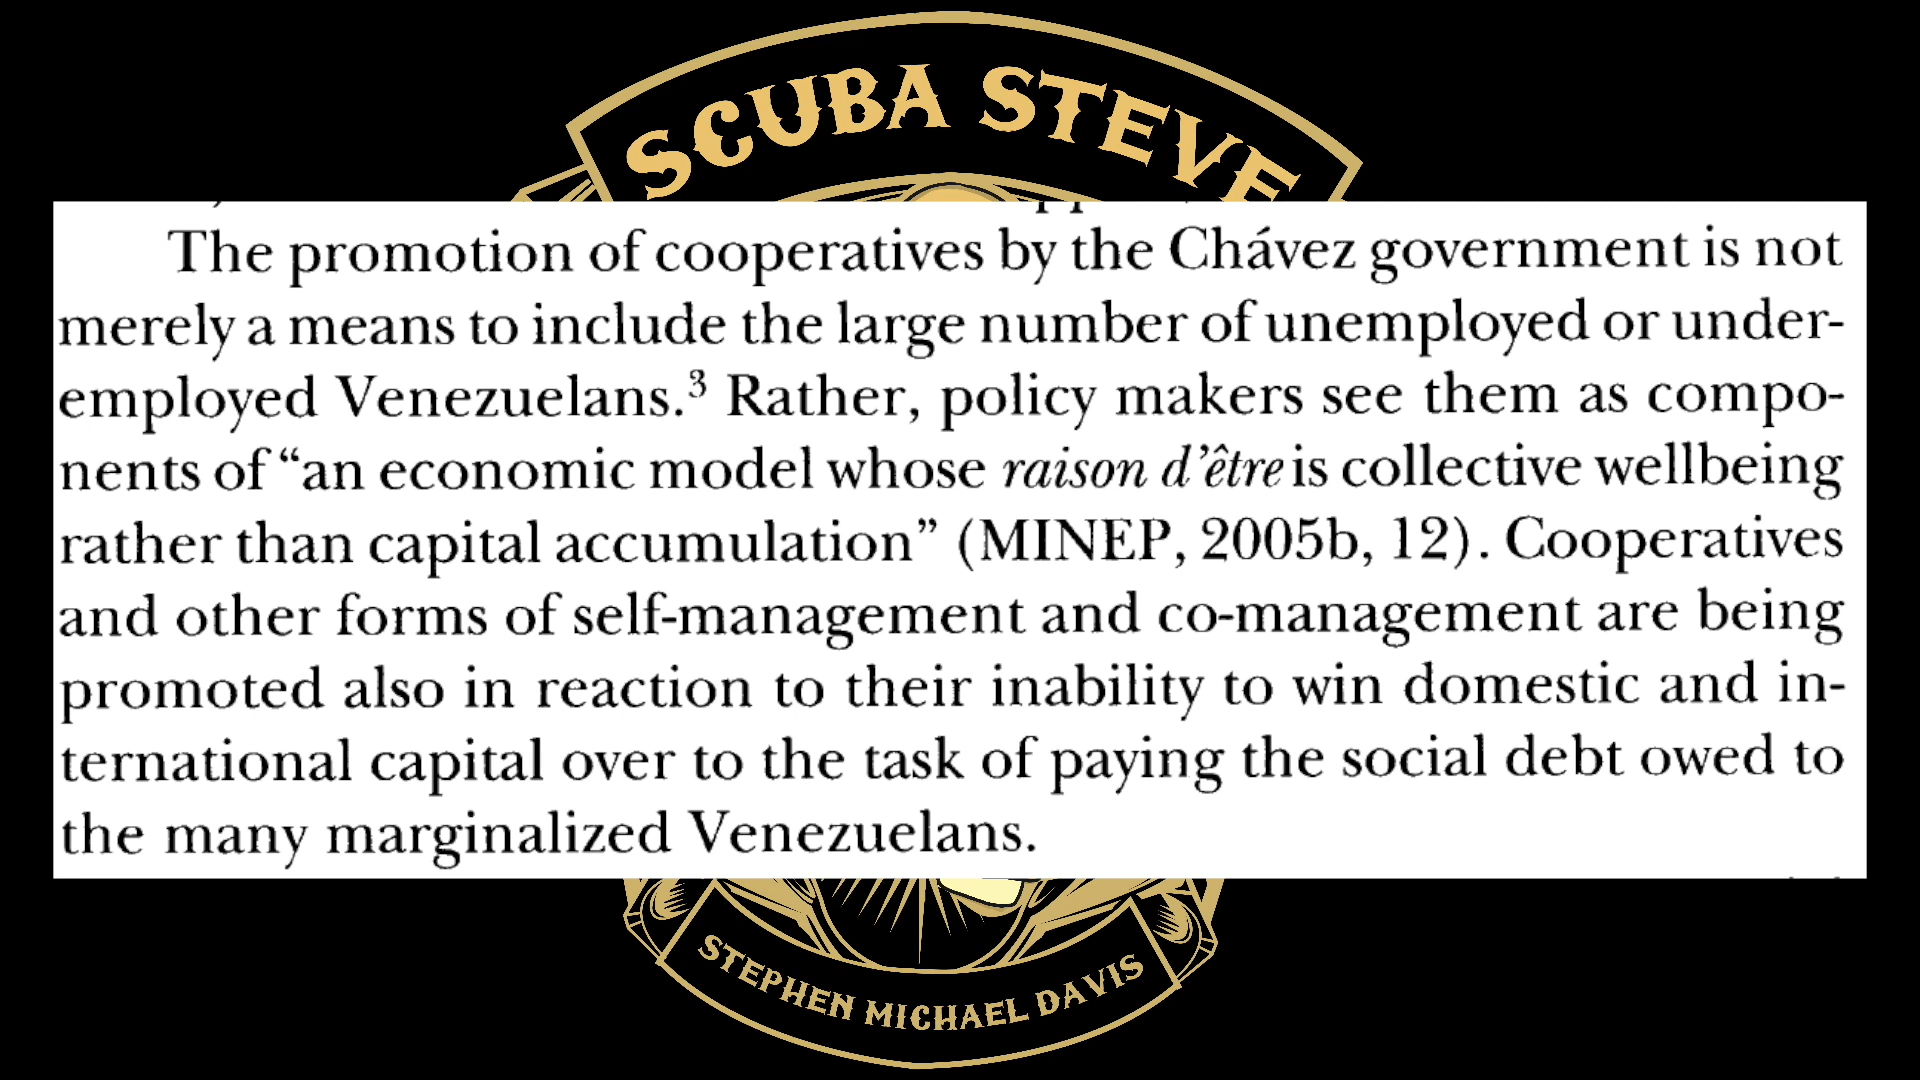 SCUBA STEVE
The promotion of cooperatives by the Chávez government is not
merely a means to include the large number of unemployed or under-
employed Venezuelans.³ Rather, policy makers see them as compo-
nents of “an economic model whose raison d’être is collective wellbeing
rather than capital accumulation” (MINEP, 2005b, 12). Cooperatives
and other forms of self-management and co-management are being
promoted also in reaction to their inability to win domestic and in-
ternational capital over to the task of paying the social debt owed to
the many marginalized Venezuelans.
STEPHEN MICHAEL DAVIS